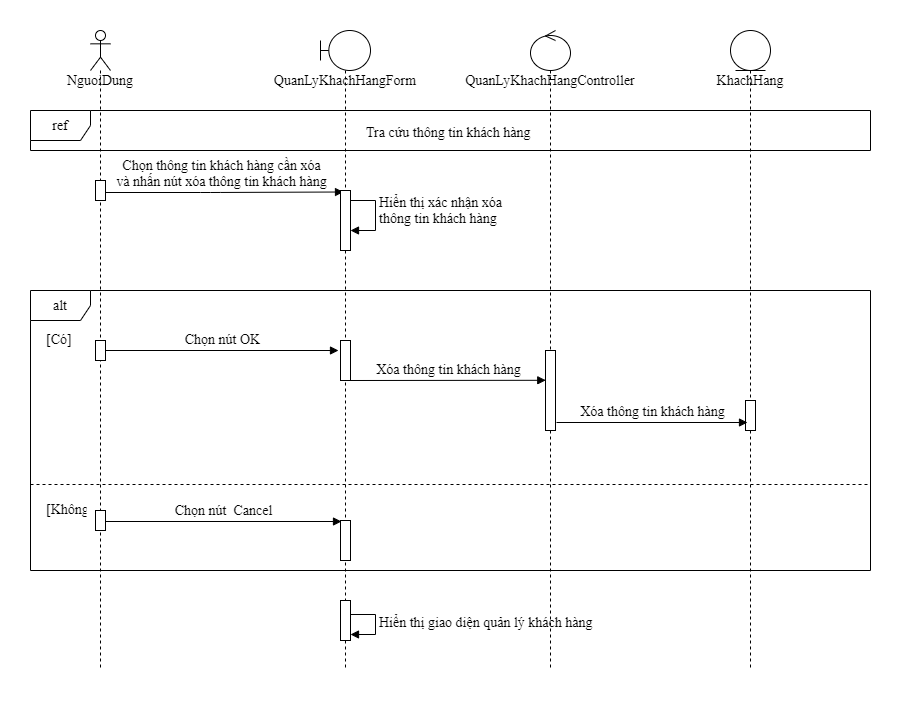 NguoiDung
QuanLyKhachHangForm
QuanLyKhachHangController
KhachHang
ref
Tra cứu thông tin khách hàng
Chọn thông tin khách hàng cần xóa
và nhấn nút xóa thông tin khách hàng
Hiển thị xác nhận xóa
thông tin khách hàng
alt
[Có]
Chọn nút OK
Xóa thông tin khách hàng
Xóa thông tin khách hàng
[Không
Chọn nút Cancel
Hiển thị giao diện quản lý khách hàng